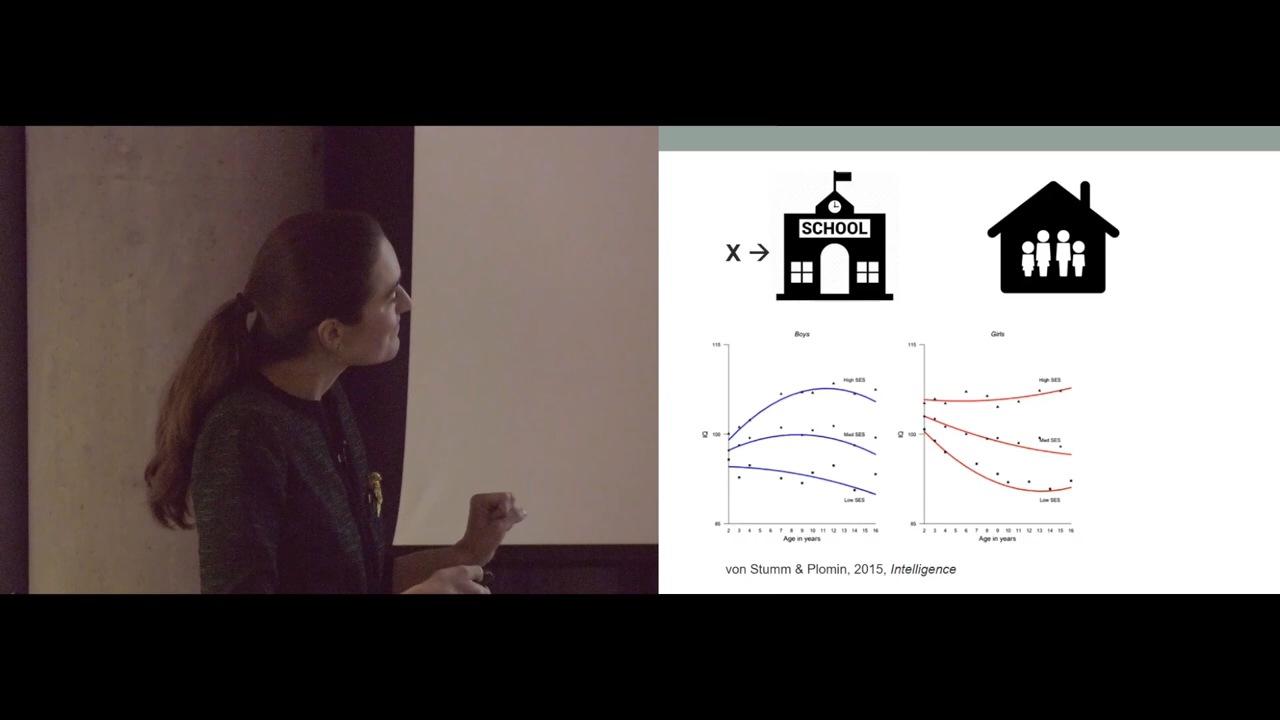 X →
SCHOOL
Boys
Girls
115
100
85
IQ
High SES
Med SES
Low SES
2 3 4 5 6 7 8 9 10 11 12 13 14 15 16
Age in years
115
100
85
IQ
High SES
Med SES
Low SES
2 3 4 5 6 7 8 9 10 11 12 13 14 15 16
Age in years
von Stumm & Plomin, 2015, Intelligence